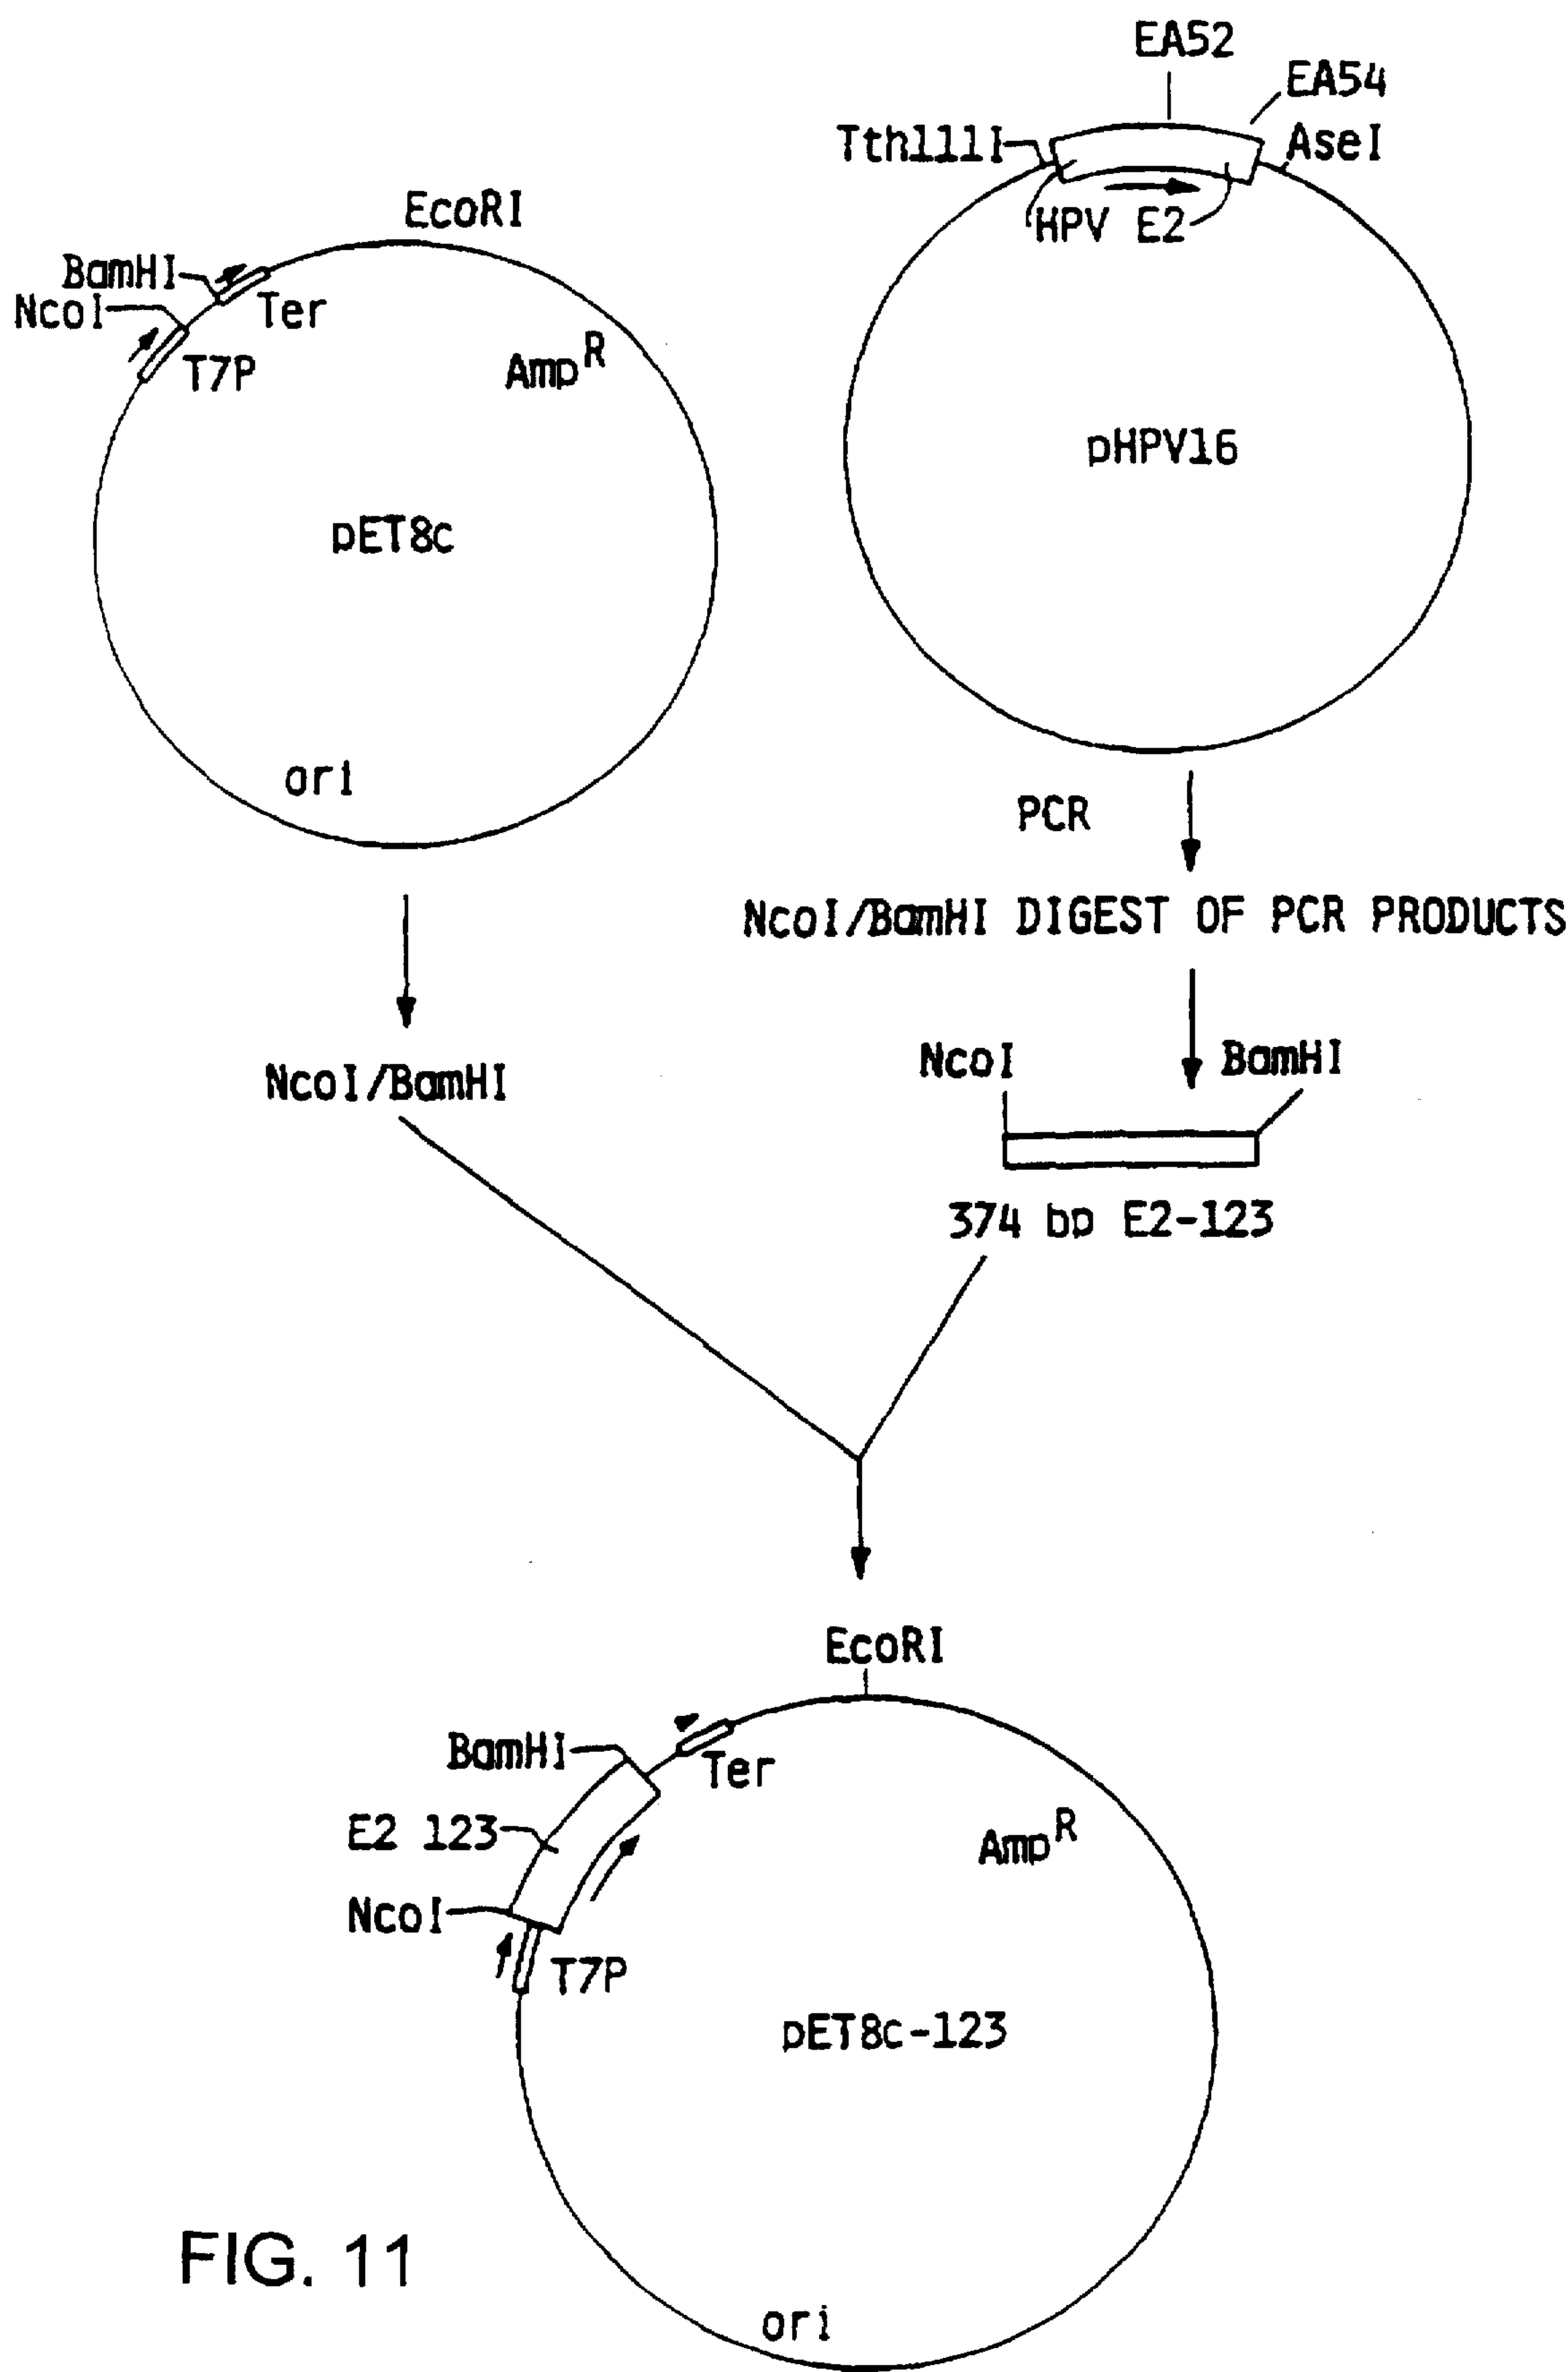 EA52
EA54
Tth111I
AseI
HPV E2
pHPV16
EcoRI
BamHI
NcoI
Ter
T7P
Amp^R
pET8c
ori
PCR
NcoI/BamHI DIGEST OF PCR PRODUCTS
NcoI/BamHI
NcoI
BamHI
374 bp E2-123
EcoRI
BamHI
Ter
E2 123
Amp^R
NcoI
T7P
pET8c-123
ori
FIG. 11